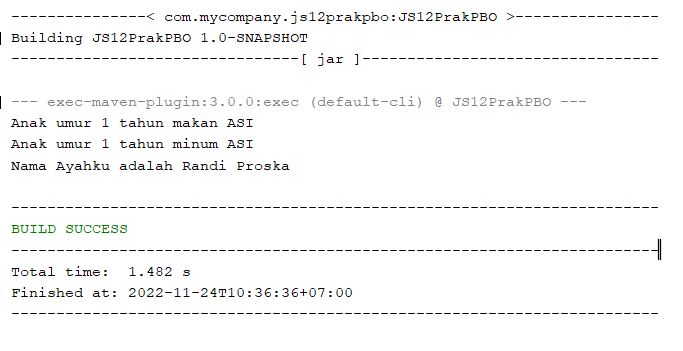 ---------------< com.mycompany.js12prakpbo:JS12PrakPBO >----------------
Building JS12PrakPBO 1.0-SNAPSHOT
--------------------------------[ jar ]---------------------------------
--- exec-maven-plugin:3.0.0:exec (default-cli) @ JS12PrakPBO ---
Anak umur 1 tahun makan ASI
Anak umur 1 tahun minum ASI
Nama Ayahku adalah Randi Proska
------------------------------------------------------------------------
BUILD SUCCESS
------------------------------------------------------------------------
Total time:  1.482 s
Finished at: 2022-11-24T10:36:36+07:00
------------------------------------------------------------------------